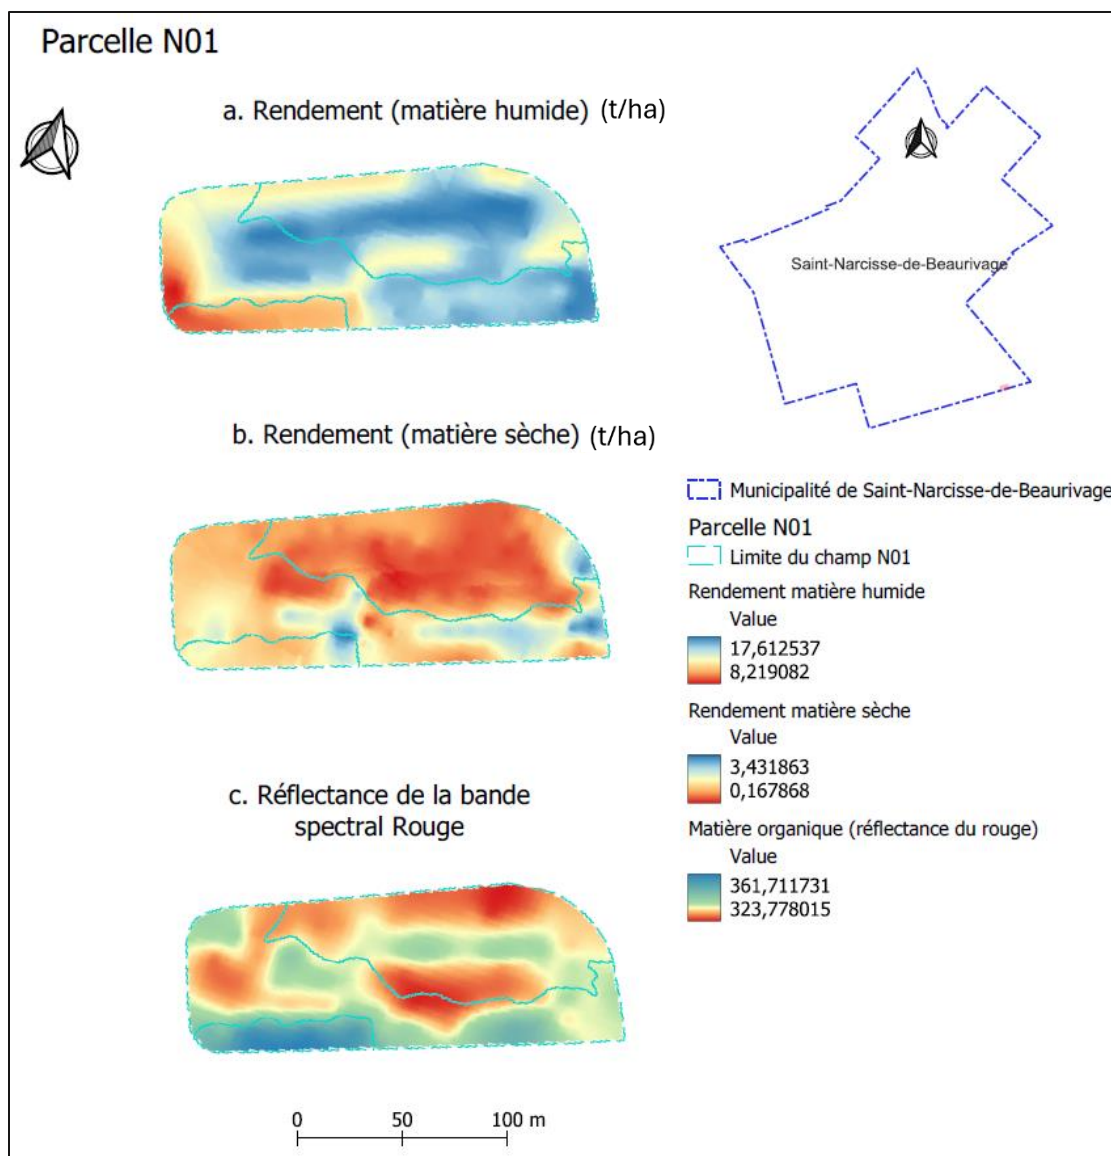 Parcelle N01
a. Rendement (matière humide) (t/ha)
Saint-Narcisse-de-Beaurivage
b. Rendement (matière sèche) (t/ha)
Municipalité de Saint-Narcisse-de-Beaurivage
Parcelle N01
Limite du champ N01
Rendement matière humide
Value
17,612537
8,219082
Rendement matière sèche
Value
3,431863
0,167868
c. Réflectance de la bande
spectral Rouge
Matière organique (réflectance du rouge)
Value
361,711731
323,778015
0 50 100 m